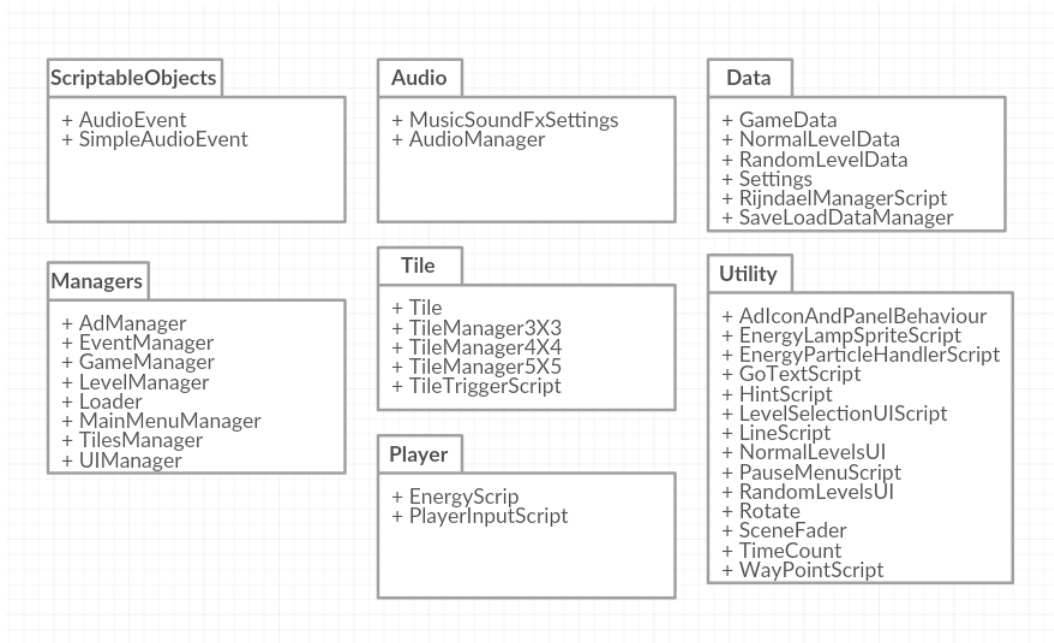 ScriptableObjects
+ AudioEvent
+ SimpleAudioEvent
Audio
+ MusicSoundFxSettings
+ AudioManager
Data
+ GameData
+ NormalLevelData
+ RandomLevelData
+ Settings
+ RijndaelManagerScript
+ SaveLoadDataManager
Managers
+ AdManager
+ EventManager
+ GameManager
+ LevelManager
+ Loader
+ MainMenuManager
+ TilesManager
+ UIManager
Tile
+ Tile
+ TileManager3X3
+ TileManager4X4
+ TileManager5X5
+ TileTriggerScript
Player
+ EnergyScrip
+ PlayerInputScript
Utility
+ AdIconAndPanelBehaviour
+ EnergyLampSpriteScript
+ EnergyParticleHandlerScript
+ GoTextScript
+ HintScript
+ LevelSelectionUIScript
+ LineScript
+ NormalLevelsUI
+ PauseMenuScript
+ RandomLevelsUI
+ Rotate
+ SceneFader
+ TimeCount
+ WayPointScript